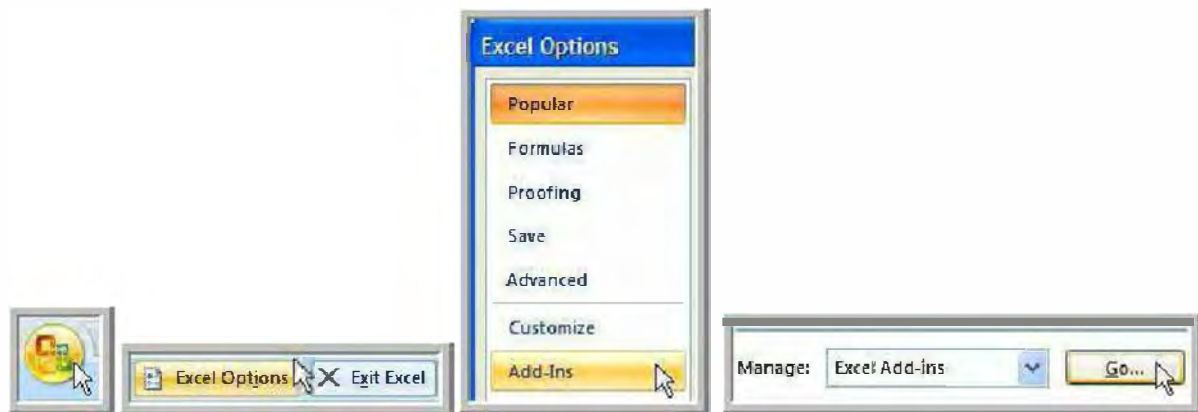 Excel Options
Exit Excel
Excel Options
Popular
Formulas
Proofing
Save
Advanced
Customize
Add-Ins
Manage:
Excel Add-ins
Go...